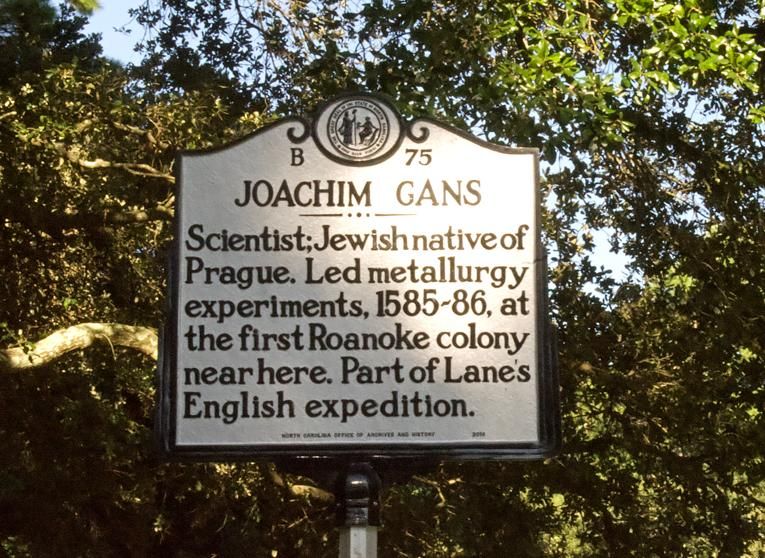 B 75
JOACHIM GANS
Scientist; Jewish native of
Prague. Led metallurgy
experiments, 1585-86, at
the first Roanoke colony
near here. Part of Lane's
English expedition.
NORTH CAROLINA OFFICE OF ARCHIVES AND HISTORY